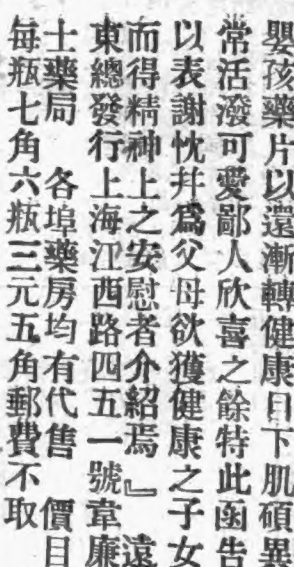 嬰孩藥片以還漸轉健康目下肌碩異
常活潑可愛鄙人欣喜之餘特此函告
以表謝忱幷爲父母欲獲健康之子女
而得精神上之安慰者介紹焉』　遠
東總發行上海江西路四五一號韋廉
士藥局　各埠藥房均有代售　價目
每瓶七角六瓶三元五角郵費不取